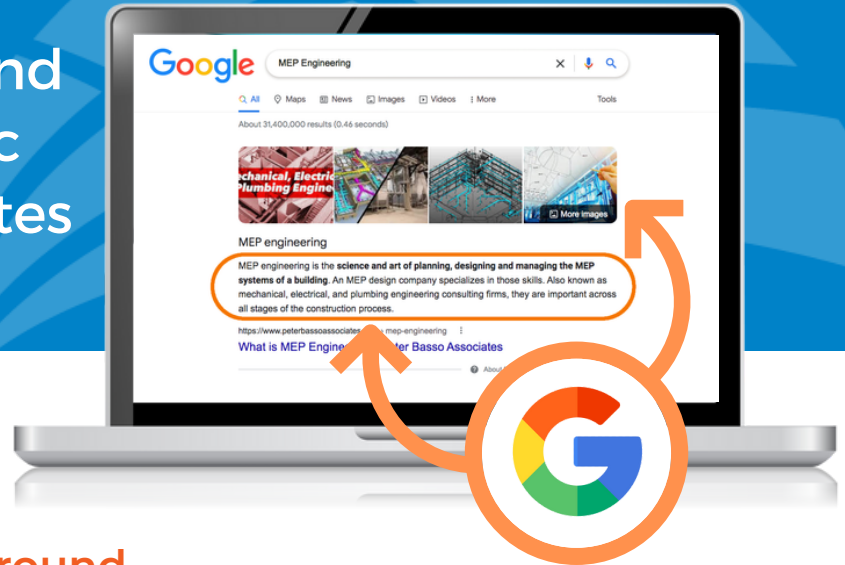 Google
MEP Engineering
All Maps News Images Videos More Tools
About 31,400,000 results (0.46 seconds)
echanical, Electric
Plumbing Engine
More images
MEP engineering
MEP engineering is the science and art of planning, designing and managing the MEP
systems of a building. An MEP design company specializes in those skills. Also known as
mechanical, electrical, and plumbing engineering consulting firms, they are important across
all stages of the construction process.
https://www.peterbassoassociates. mep-engineering
What is MEP Engine ter Basso Associates
About
nd
c
tes
round
G